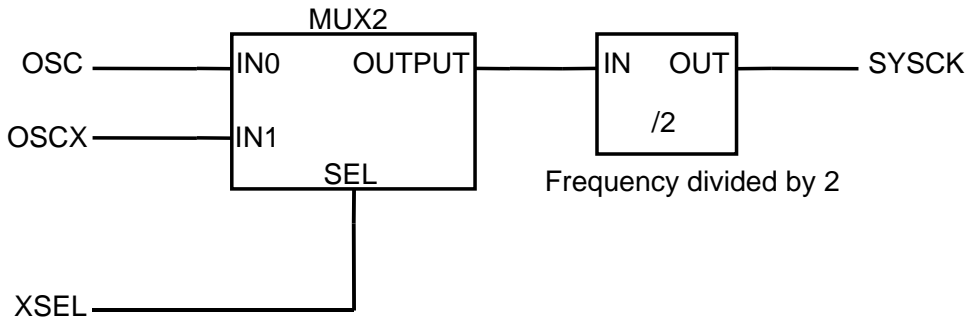 MUX2
OSC IN0 OUTPUT IN OUT SYSCK
OSCX IN1 /2
SEL
Frequency divided by 2
XSEL